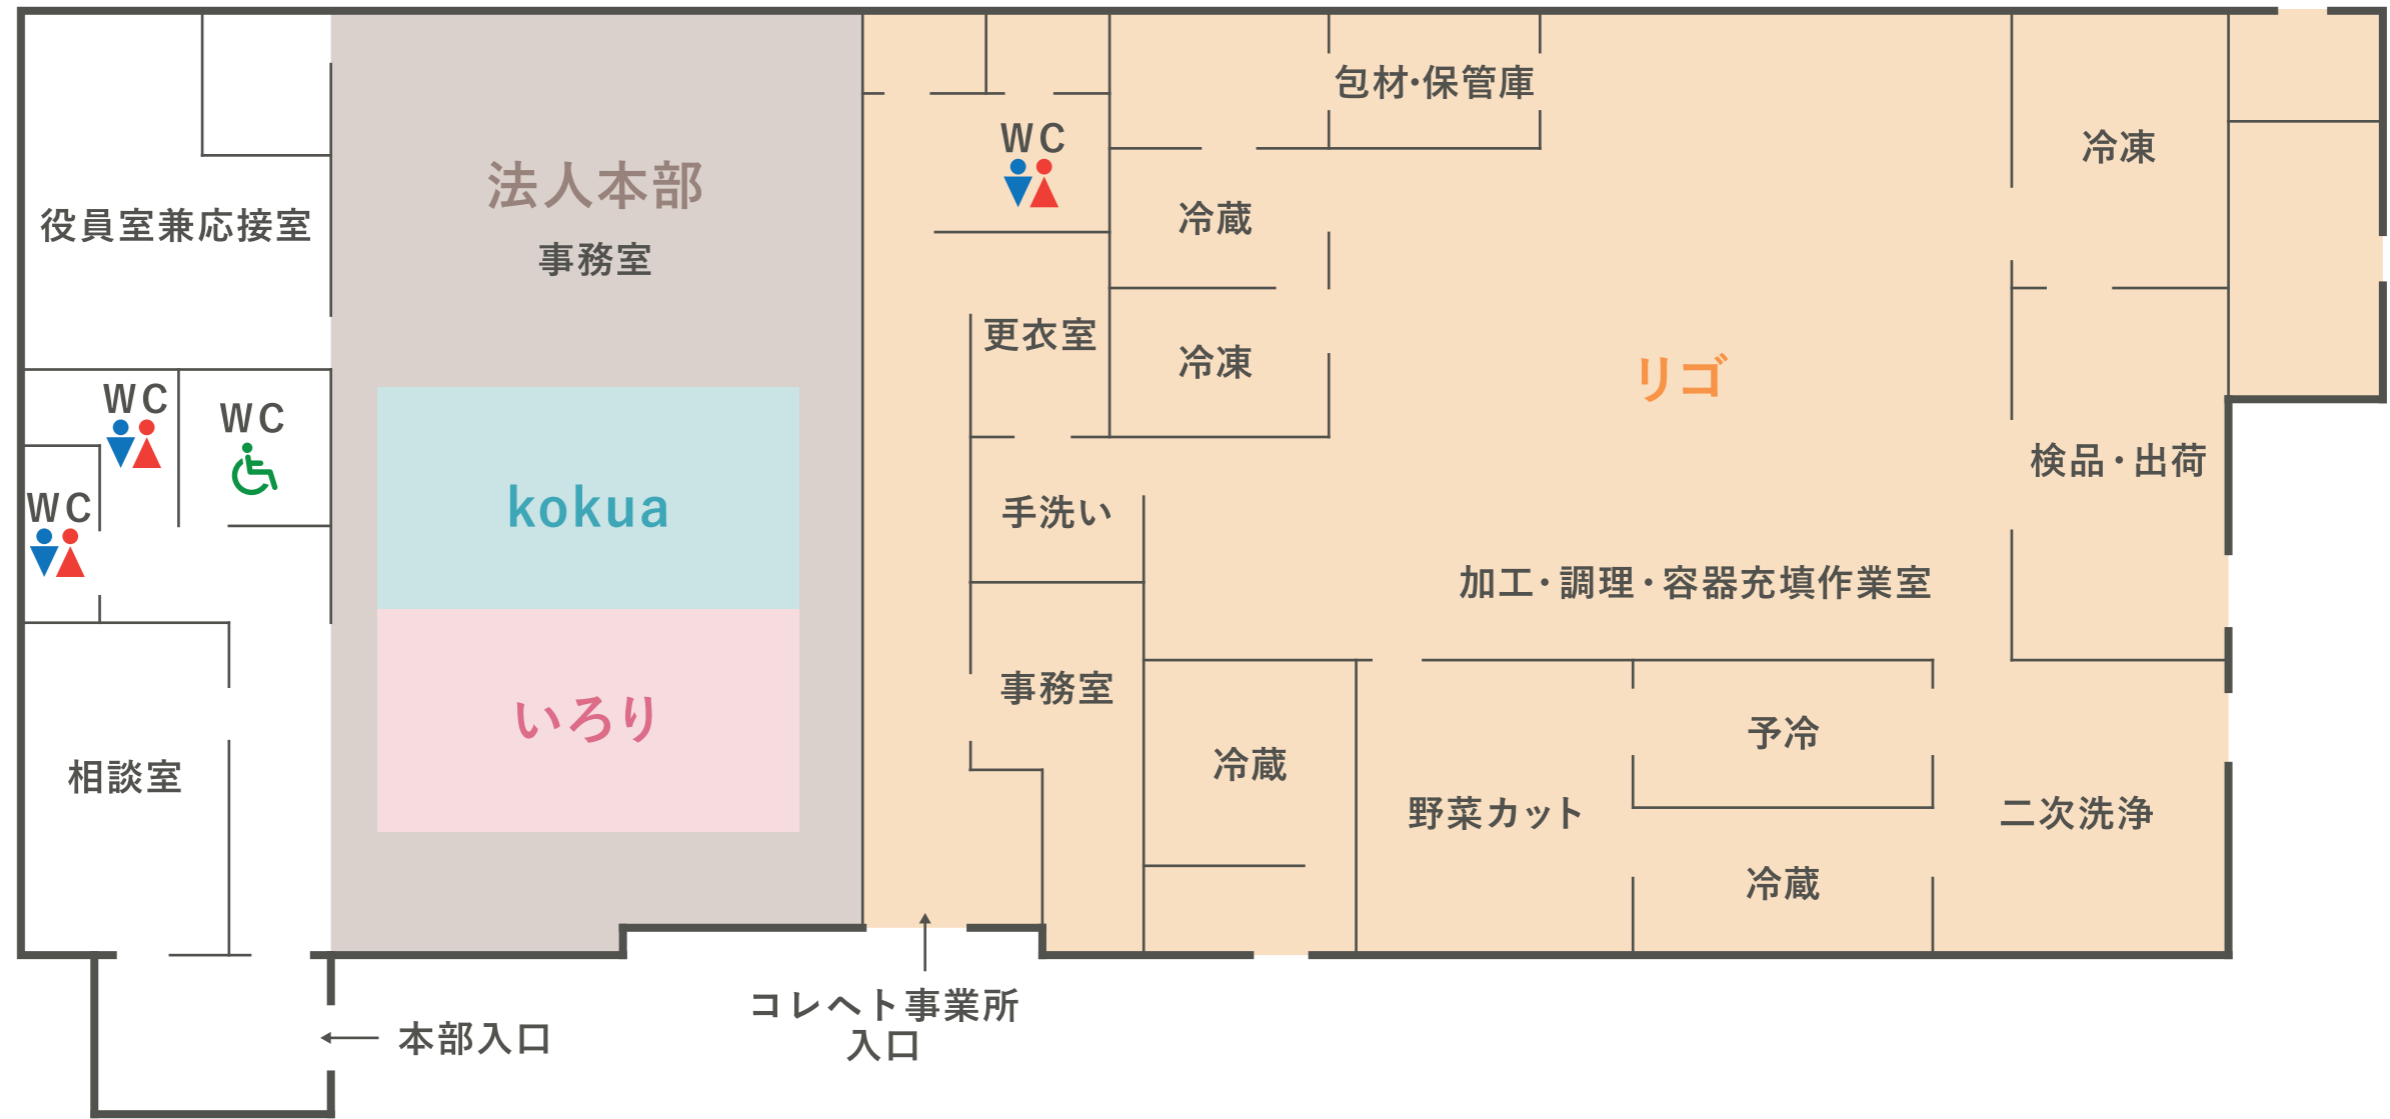 役員室兼応接室
WC
WC
WC
相談室
法人本部
事務室
kokua
いろり
WC
更衣室
手洗い
事務室
包材・保管庫
冷蔵
冷凍
リゴ
加工・調理・容器充填作業室
冷凍
検品・出荷
冷蔵
野菜カット
予冷
冷蔵
二次洗浄
コレヘト事業所
入口
本部入口